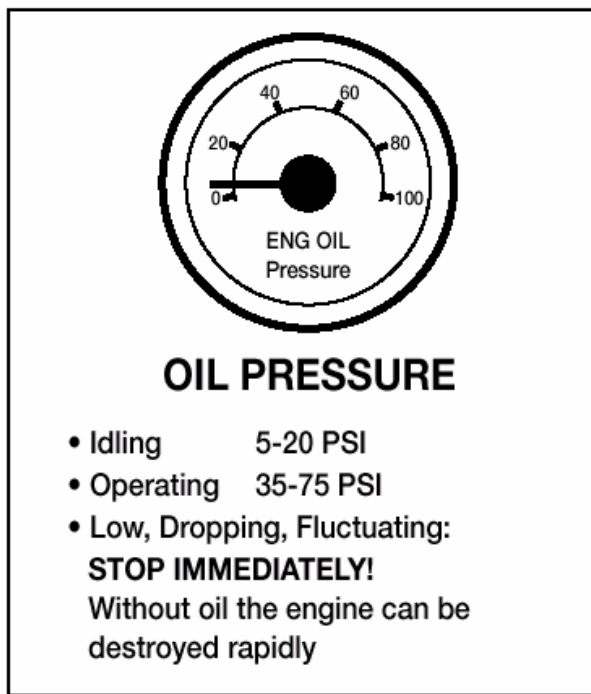 40 60
20 80
0 100
ENG OIL
Pressure
OIL PRESSURE
• Idling 5-20 PSI
• Operating 35-75 PSI
• Low, Dropping, Fluctuating:
STOP IMMEDIATELY!
Without oil the engine can be
destroyed rapidly